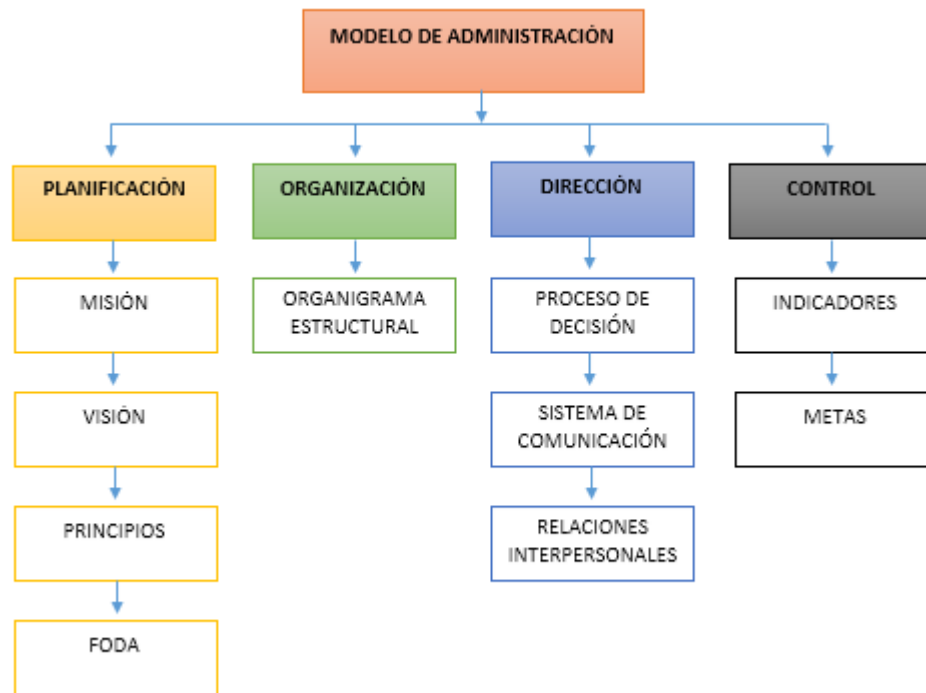 MODELO DE ADMINISTRACIÓN
PLANIFICACIÓN
ORGANIZACIÓN
DIRECCIÓN
CONTROL
MISIÓN
ORGANIGRAMA
ESTRUCTURAL
PROCESO DE
DECISIÓN
INDICADORES
VISIÓN
SISTEMA DE
COMUNICACIÓN
METAS
PRINCIPIOS
RELACIONES
INTERPERSONALES
FODA